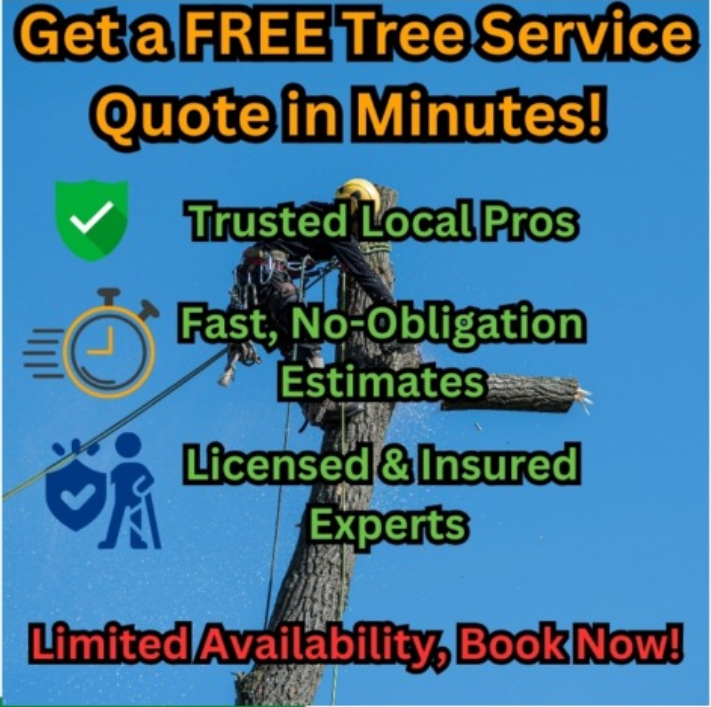 Get a FREE Tree Service
Quote in Minutes!
Trusted Local Pros
Fast, No-Obligation
Estimates
Licensed & Insured
Experts
Limited Availability, Book Now!